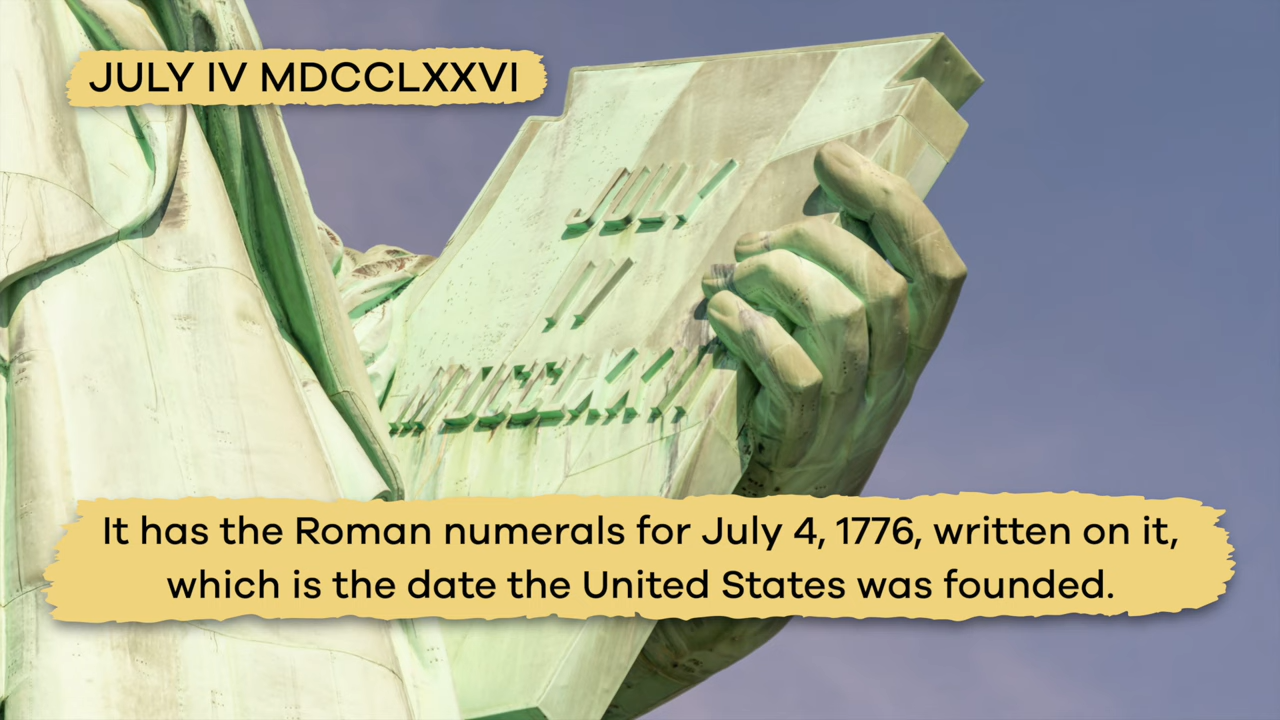 JULY IV MDCCLXXVI
JULY
IV
MDCCLXXVI
It has the Roman numerals for July 4, 1776, written on it,
which is the date the United States was founded.